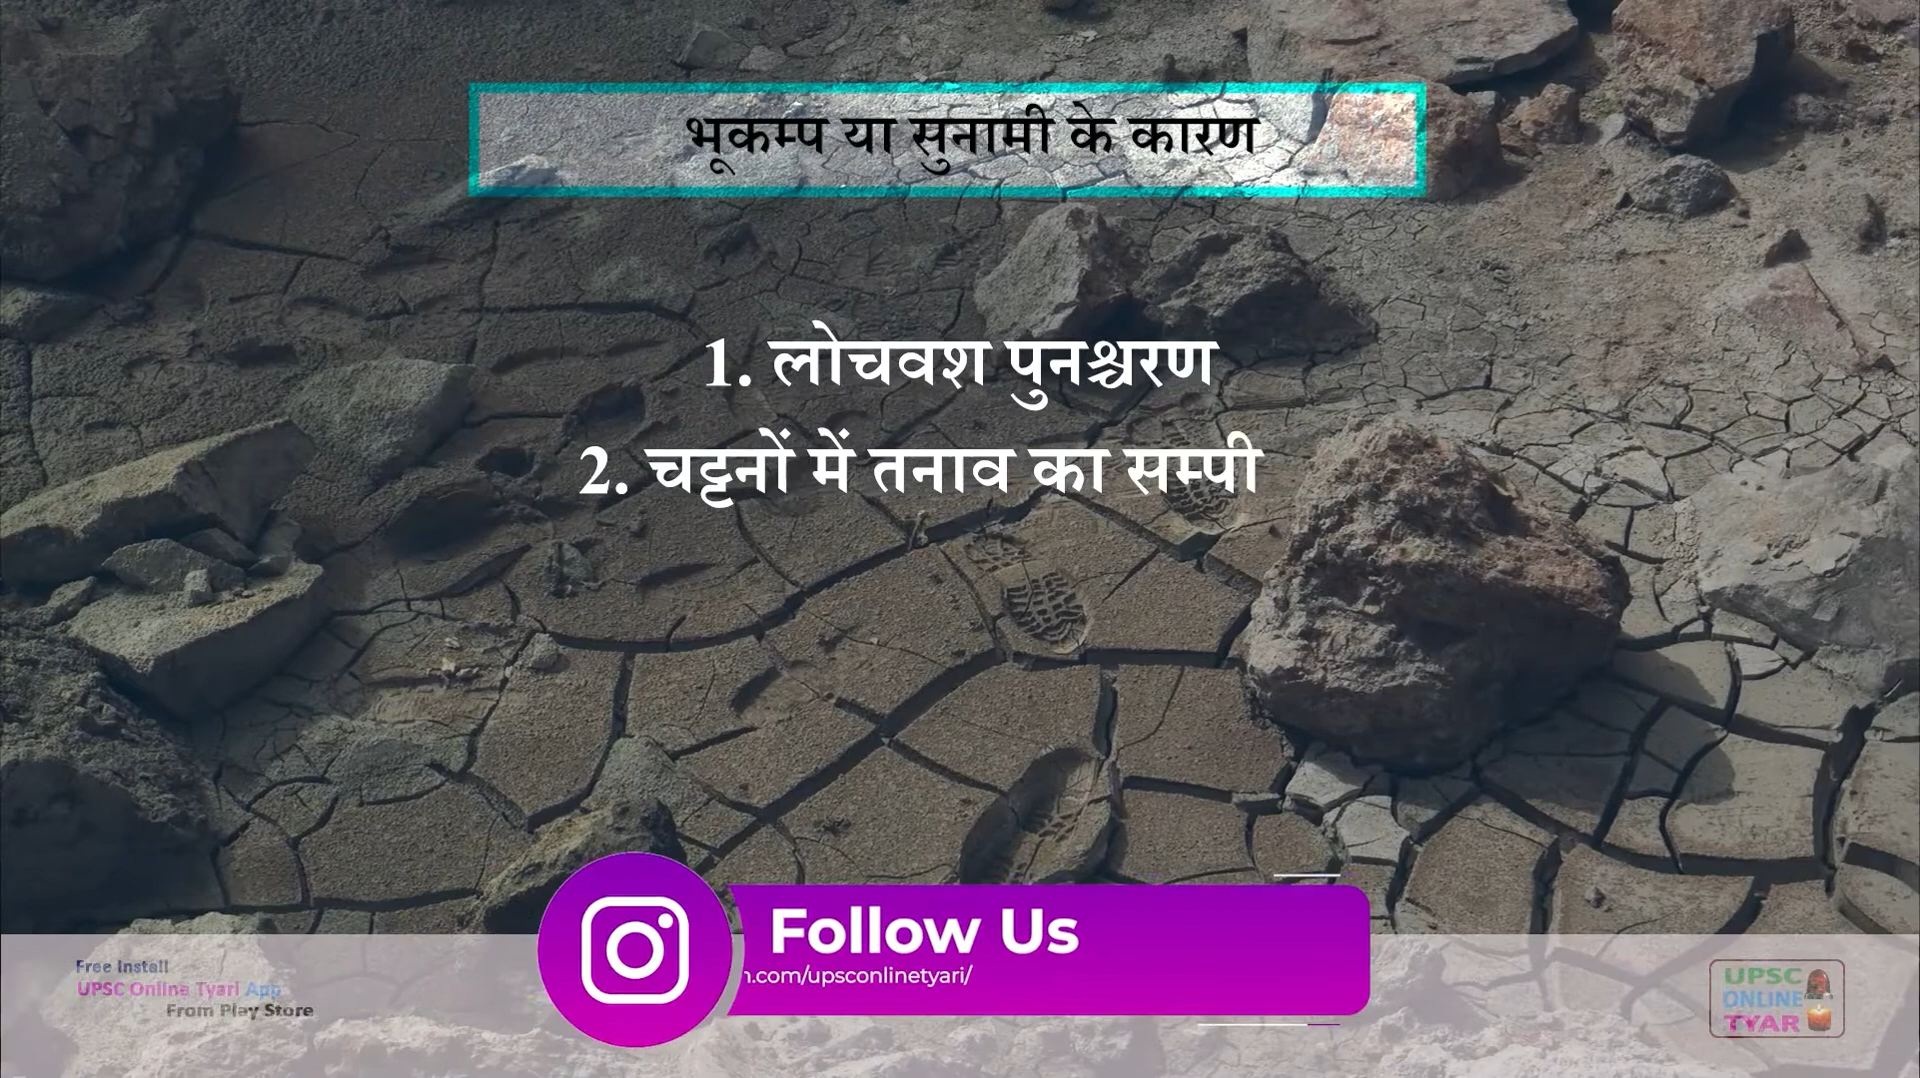 भूकम्प या सुनामी के कारण
1. लोचवश पुनश्चरण
2. चट्टनों में तनाव का सम्पी
Follow Us
n.com/upsconlinetyari/
Free Install
UPSC Online Tyari App
From Play Store
UPSC
ONLINE
TYAR